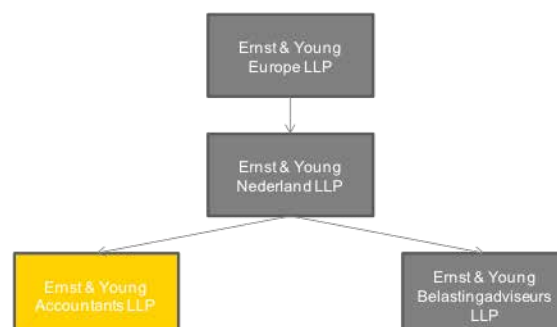 Ernst & Young
Europe LLP
Ernst & Young
Nederland LLP
Ernst & Young
Accountants LLP
Ernst & Young
Belastingadviseurs
LLP